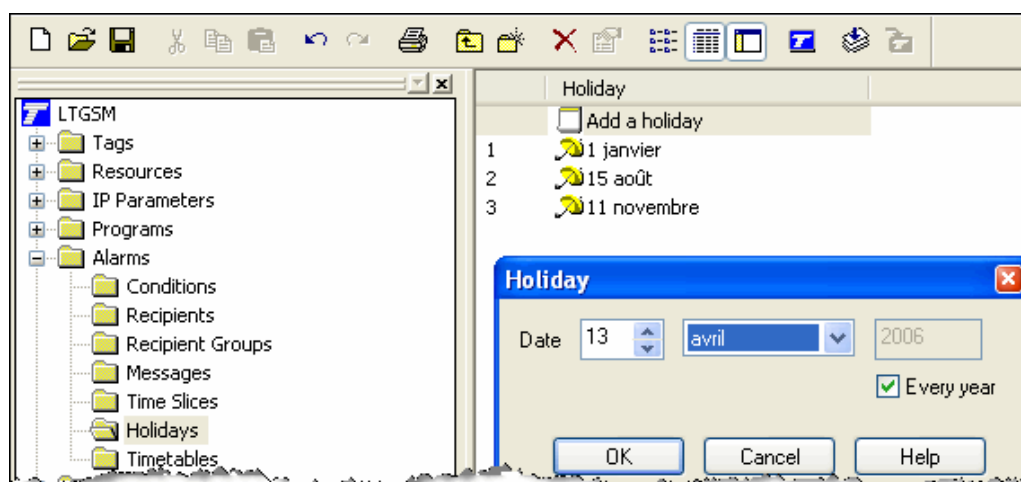 LTGSM
Tags
Resources
IP Parameters
Programs
Alarms
Conditions
Recipients
Recipient Groups
Messages
Time Slices
Holidays
Timetables
Holiday
Add a holiday
1 1 janvier
2 15 août
3 11 novembre
Holiday
Date 13 avril 2006
Every year
OK Cancel Help